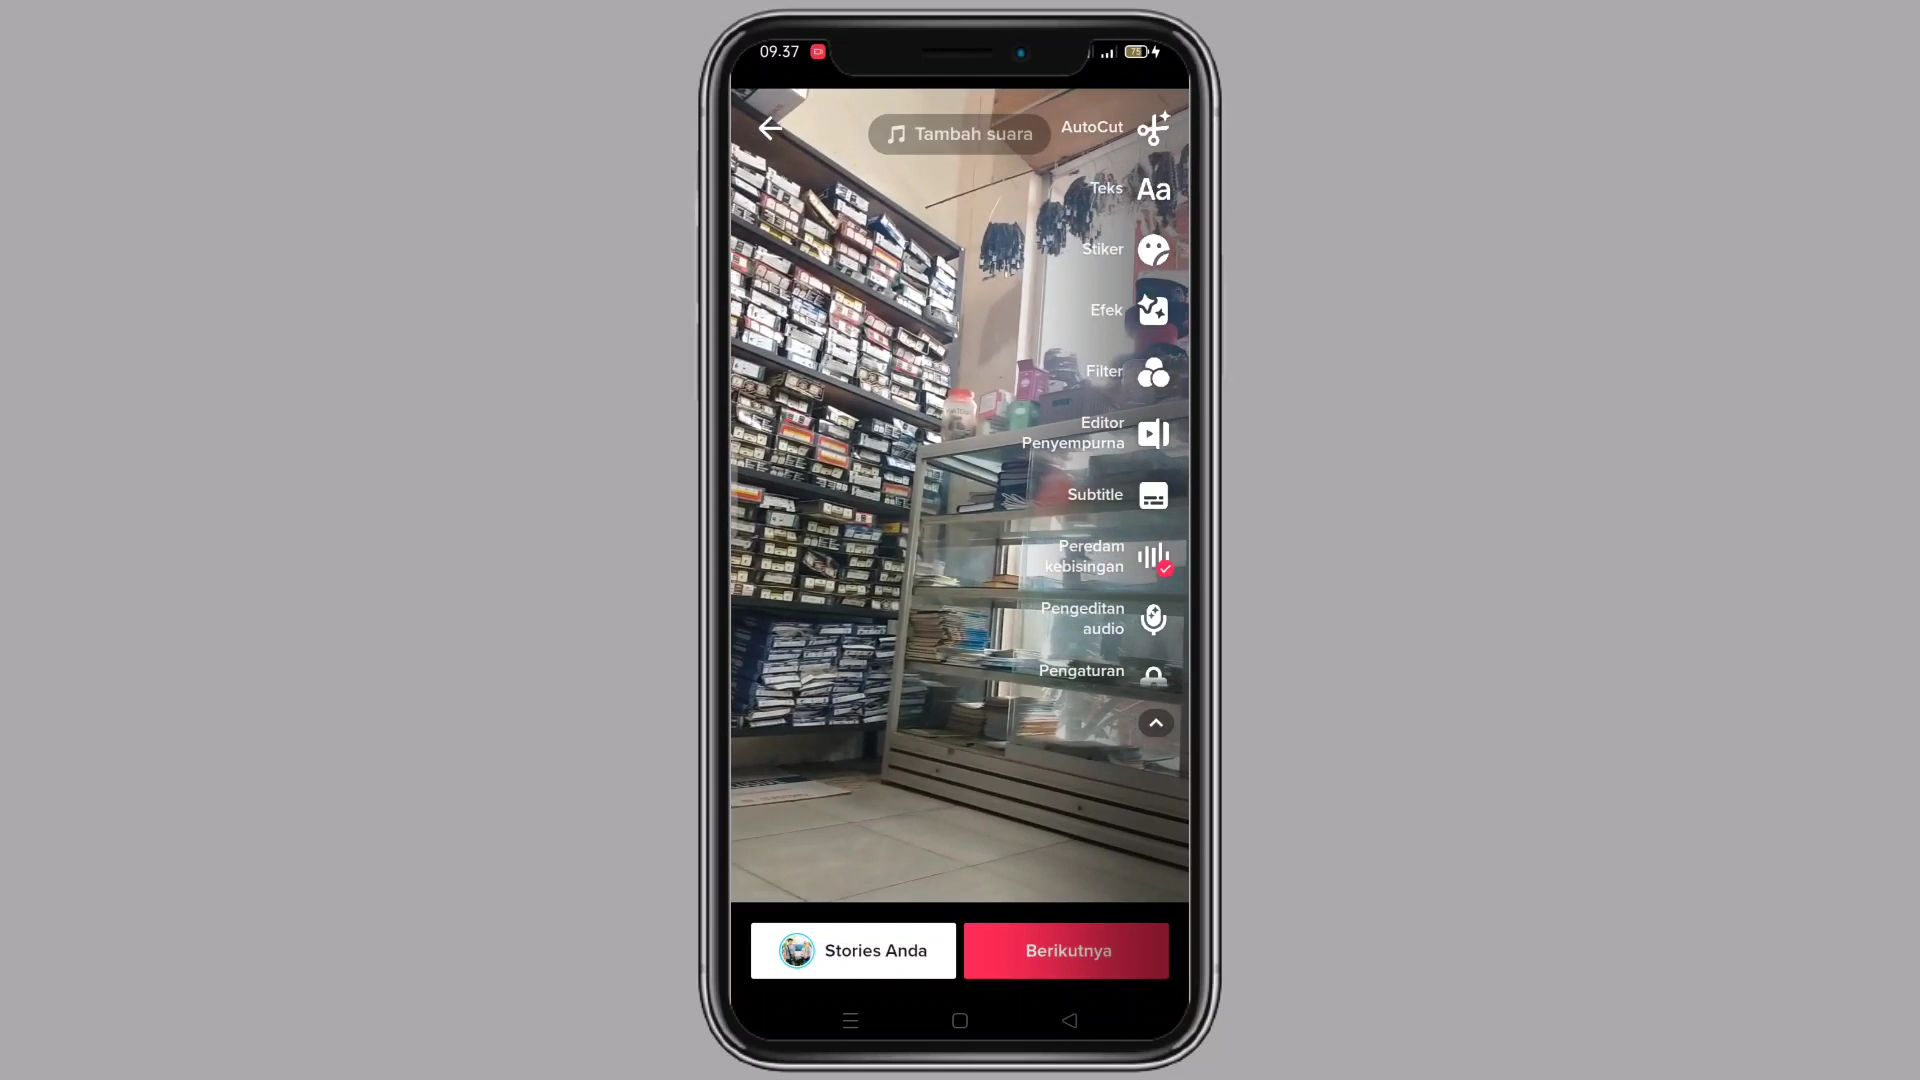 09.37
75
Tambah suara
AutoCut
Teks
Aa
Stiker
Efek
Filter
Editor
Penyempurna
Subtitle
Peredam
kebisingan
Pengeditan
audio
Pengaturan
Stories Anda
Berikutnya